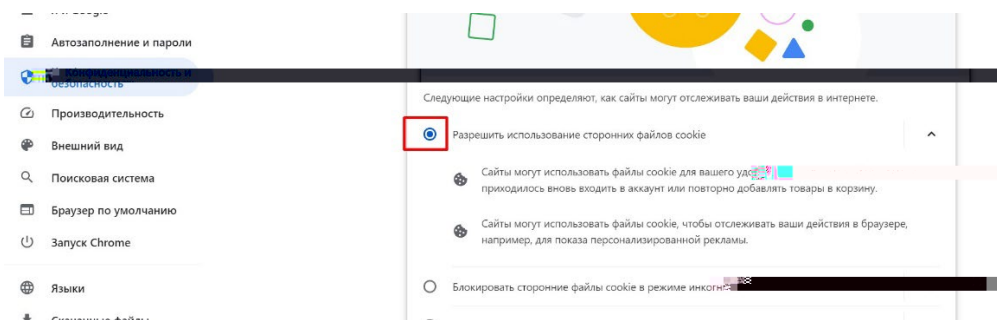 Автозаполнение и пароли
Конфиденциальность и
безопасность
Производительность
Внешний вид
Поисковая система
Браузер по умолчанию
Запуск Chrome
Языки
Следующие настройки определяют, как сайты могут отслеживать ваши действия в интернете.
Разрешить использование сторонних файлов cookie
Сайты могут использовать файлы cookie для вашего
приходилось вновь входить в аккаунт или повторно добавлять товары в корзину.
Сайты могут использовать файлы cookie, чтобы отслеживать ваши действия в браузере,
например, для показа персонализированной рекламы.
Блокировать сторонние файлы cookie в режиме